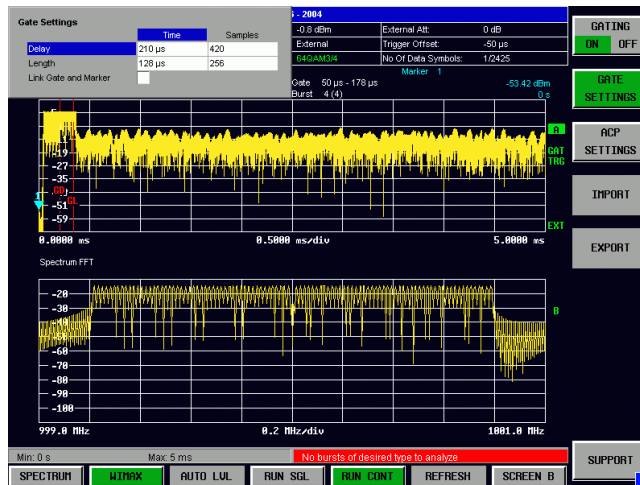 Gate Settings
Time Samples
Delay 210 µs 420
Length 128 µs 256
Link Gate and Marker
- 2004
-0.8 dBm External Att: 0 dB
External Trigger Offset: -50 µs
64QAM3/4 No Of Data Symbols: 1/2425
Marker 1
Gate 50 µs - 178 µs -53.42 dBm
Burst 4 (4) 0 s
GATING
ON OFF
GATE
SETTINGS
ACP
SETTINGS
IMPORT
EXPORT
SUPPORT
A
GAT
TRG
EXT
-19
-27
-35
-51
-59
1
GD
GL
0.0000 ms 0.5000 ms/div 5.0000 ms
Spectrum FFT
-20
-30
-60
-70
-80
-90
-100
B
999.0 MHz 0.2 MHz/div 1001.0 MHz
Min: 0 s Max: 5 ms No bursts of desired type to analyze
SPECTRUM WIMAX AUTO LVL RUN SGL RUN CONT REFRESH SCREEN B